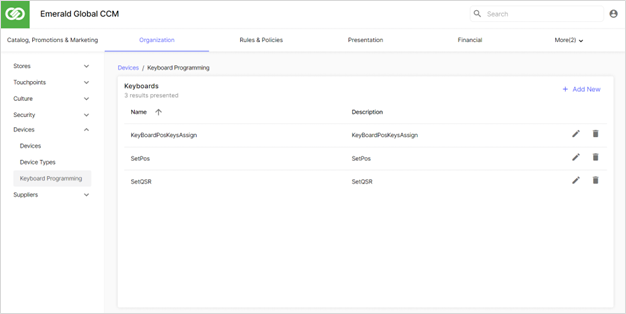 Emerald Global CCM
Search
Catalog, Promotions & Marketing
Organization
Rules & Policies
Presentation
Financial
More(2)
Stores
Touchpoints
Culture
Security
Devices
Devices
Device Types
Keyboard Programming
Suppliers
Devices / Keyboard Programming
Keyboards
3 results presented
Add New
Name
Description
KeyBoardPosKeysAssign
KeyBoardPosKeysAssign
SetPos
SetPos
SetQSR
SetQSR